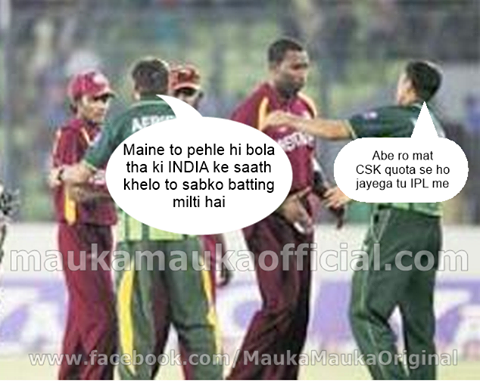 AFRIDI
Maine to pehle hi bola
tha ki INDIA ke saath
khelo to sabko batting
milti hai
Abe ro mat
CSK quota se ho
jayega tu IPL me
maukamaukaofficial.com
www.facebook.com/MaukaMaukaOriginal